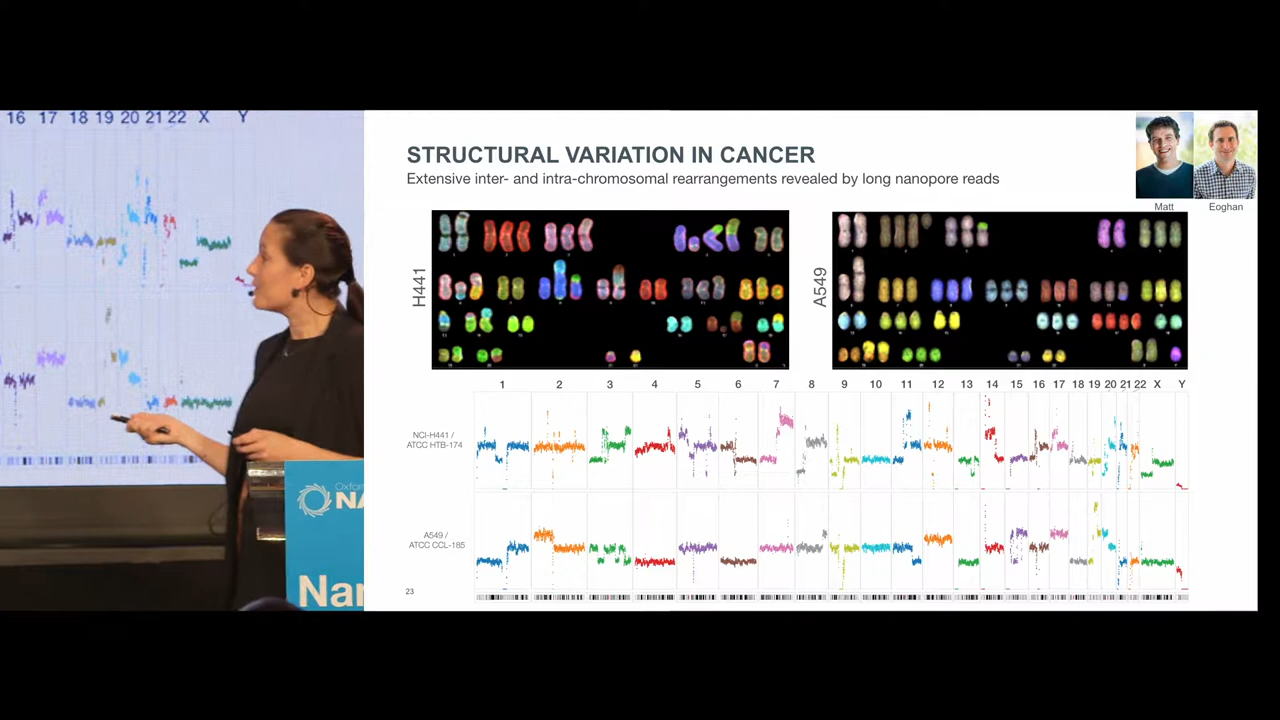 16 17 18 19 20 21 22 X Y
Oxfo
NA
Nar
STRUCTURAL VARIATION IN CANCER
Extensive inter- and intra-chromosomal rearrangements revealed by long nanopore reads
Matt
Eoghan
H441
A549
1 2 3 4 5 6 7 8 9 10 11 12 13 14 15 16 17 18 19 20 21 22 X Y
NCI-H441 /
ATCC HTB-174
A549 /
ATCC CCL-185
23